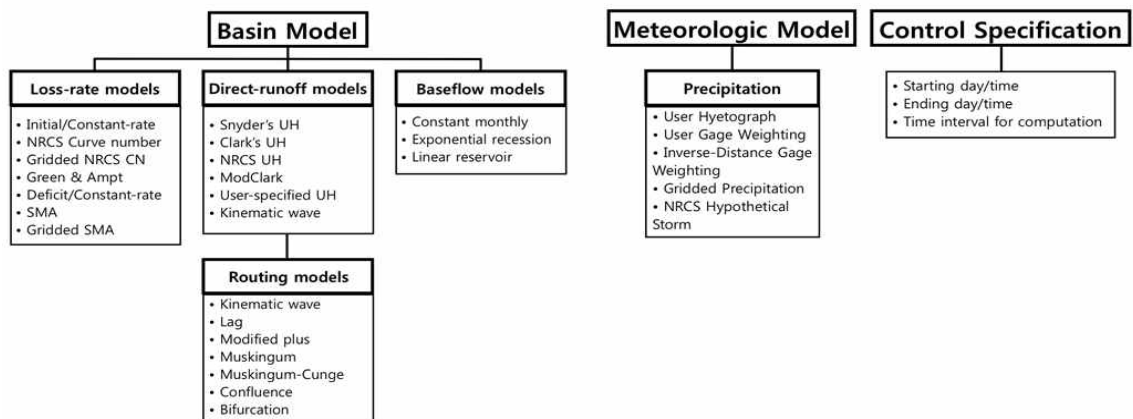 Basin Model
Loss-rate models
• Initial/Constant-rate
• NRCS Curve number
• Gridded NRCS CN
• Green & Ampt
• Deficit/Constant-rate
• SMA
• Gridded SMA
Direct-runoff models
• Snyder's UH
• Clark's UH
• NRCS UH
• ModClark
• User-specified UH
• Kinematic wave
Baseflow models
• Constant monthly
• Exponential recession
• Linear reservoir
Routing models
• Kinematic wave
• Lag
• Modified plus
• Muskingum
• Muskingum-Cunge
• Confluence
• Bifurcation
Meteorologic Model
Precipitation
• User Hyetograph
• User Gage Weighting
• Inverse-Distance Gage
Weighting
• Gridded Precipitation
• NRCS Hypothetical
Storm
Control Specification
• Starting day/time
• Ending day/time
• Time interval for computation